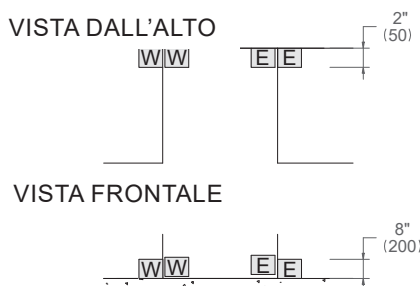 VISTA DALL'ALTO
2"
(50)
W W E E
VISTA FRONTALE
8"
(200)
W W E E